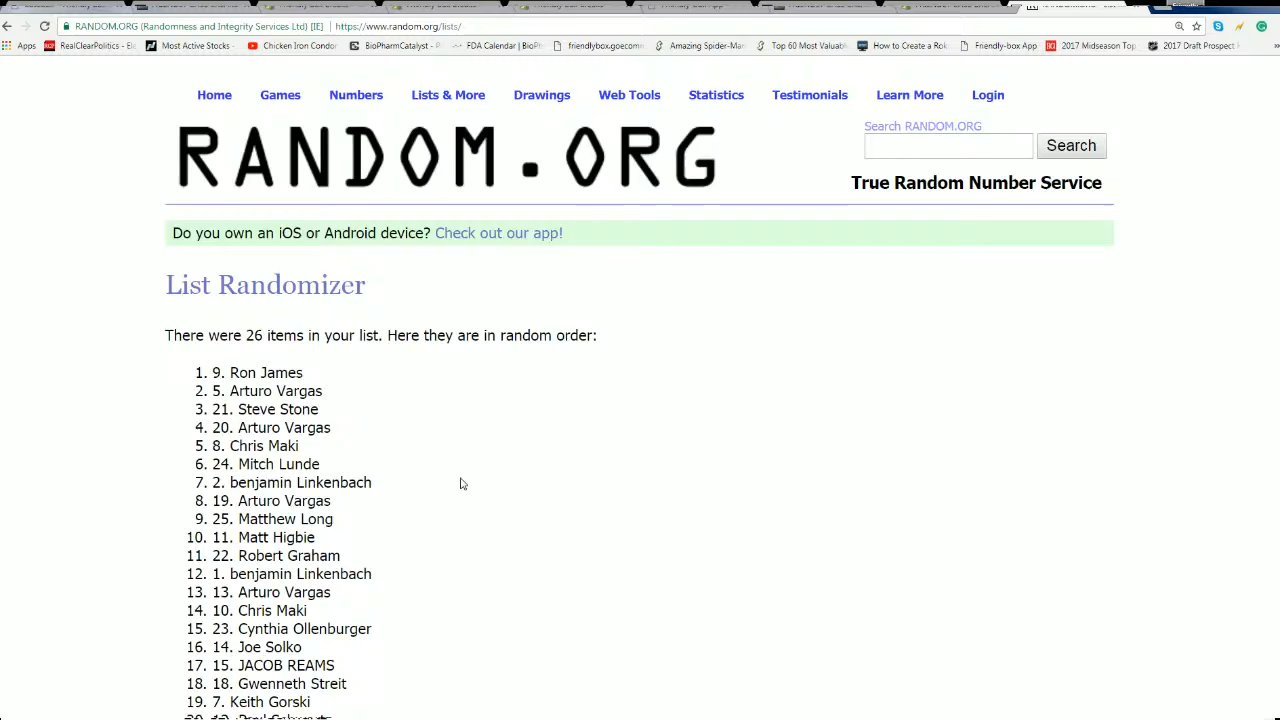 RANDOM.ORG (Randomness and Integrity Services Ltd) [IE] https://www.random.org/lists/
Apps RealClearPolitics - Ele Most Active Stocks - Chicken Iron Gondor BioPharmCatalyst - P FDA Calendar | BioP friendlybox.goecomm Amazing Spider-Man Top 60 Most Valuabl How to Create a Rok Friendly-box App 2017 Midseason Top 2017 Draft Prospect
Home Games Numbers Lists & More Drawings Web Tools Statistics Testimonials Learn More Login
RANDOM.ORG
Search RANDOM.ORG
Search
True Random Number Service
Do you own an iOS or Android device? Check out our app!
List Randomizer
There were 26 items in your list. Here they are in random order:
1. 9. Ron James
2. 5. Arturo Vargas
3. 21. Steve Stone
4. 20. Arturo Vargas
5. 8. Chris Maki
6. 24. Mitch Lunde
7. 2. benjamin Linkenbach
8. 19. Arturo Vargas
9. 25. Matthew Long
10. 11. Matt Higbie
11. 22. Robert Graham
12. 1. benjamin Linkenbach
13. 13. Arturo Vargas
14. 10. Chris Maki
15. 23. Cynthia Ollenburger
16. 14. Joe Solko
17. 15. JACOB REAMS
18. 18. Gwenneth Streit
19. 7. Keith Gorski